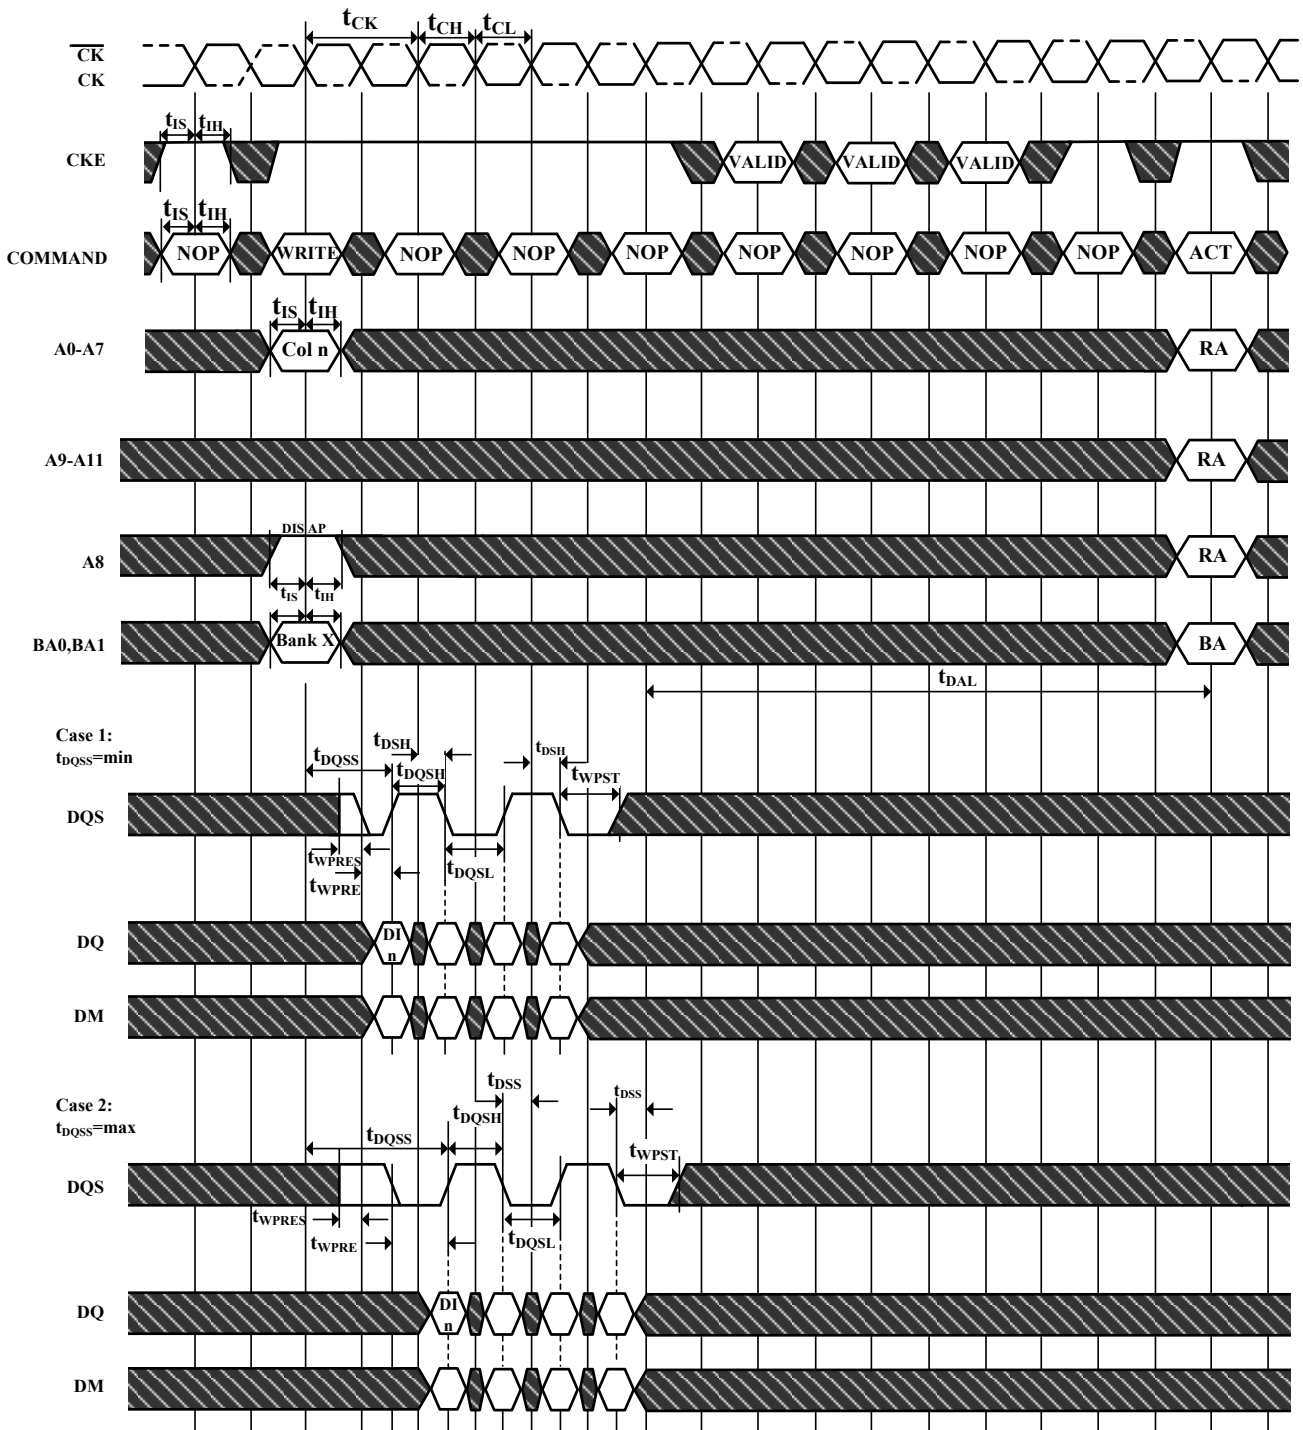 tCK tCH tCL
CK
CK
tIS tIH
CKE VALID VALID VALID
tIS tIH
COMMAND NOP WRITE NOP NOP NOP NOP NOP NOP NOP ACT
tIS tIH
A0-A7 Col n RA
A9-A11 RA
DIS AP
A8 RA
tIS tIH
BA0,BA1 Bank X BA
tDAL
Case 1:
tDQSS=min
tDSH tDSH
tDQSS tDQSH tWPST
DQS
tWPRES
tDQSL
tWPRE
DQ DI n
DM
Case 2:
tDQSS=max
tDSS tDSS
tDQSH
tDQSS tWPST
DQS
tWPRES
tWPRE tDQSL
DQ DI n
DM